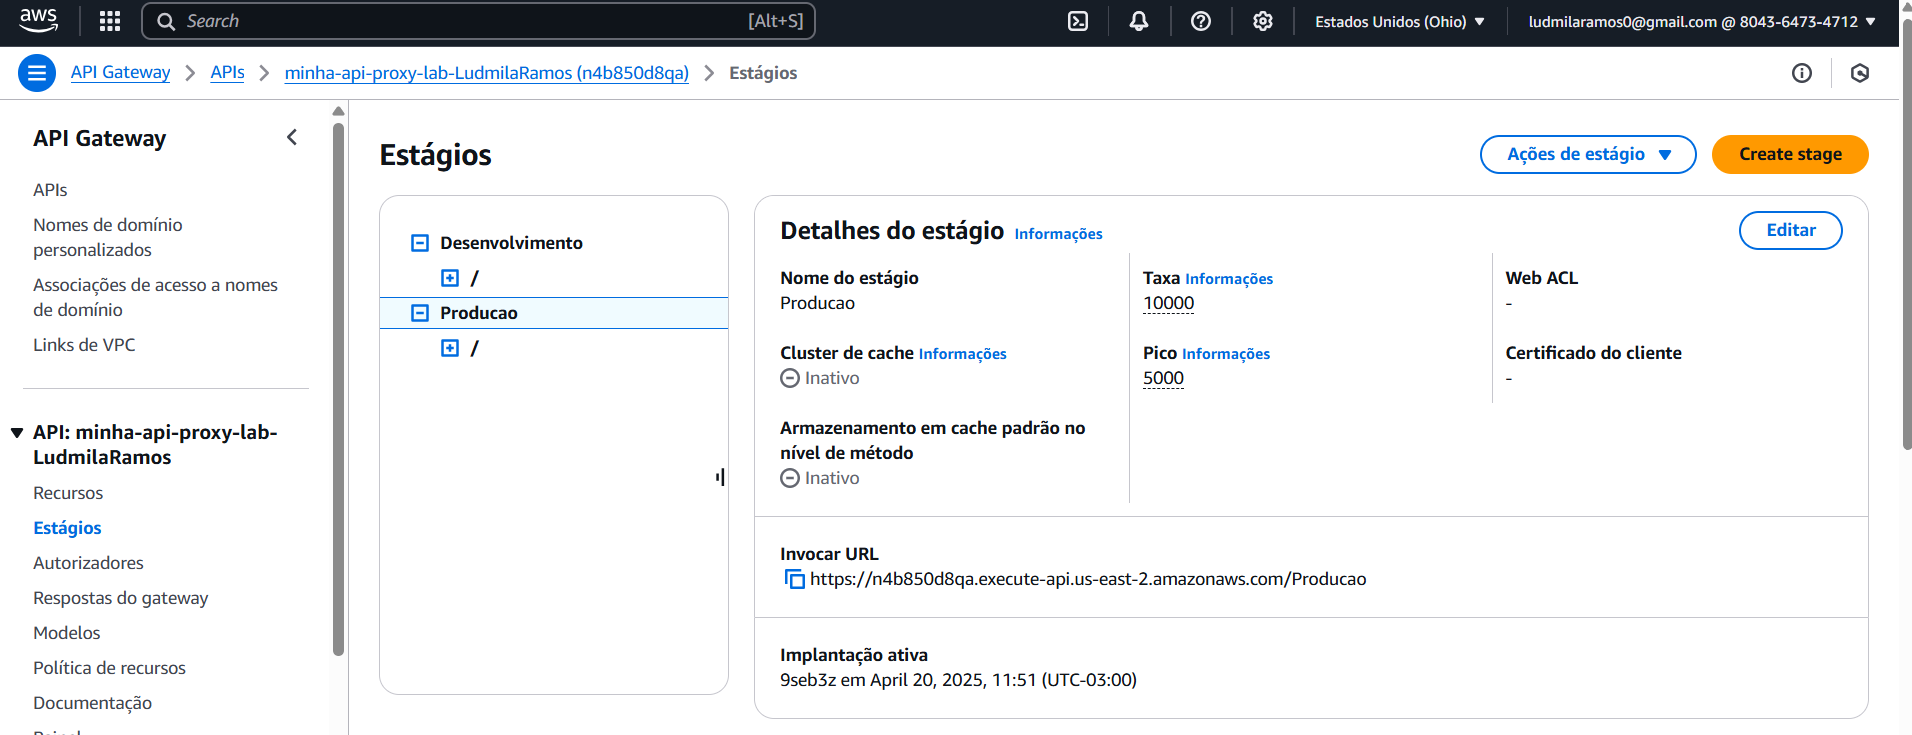 aws
Search [Alt+S]
Estados Unidos (Ohio)
ludmilaramos0@gmail.com @ 8043-6473-4712
API Gateway
APIs
minha-api-proxy-lab-LudmilaRamos (n4b850d8qa)
Estágios
API Gateway
APIs
Nomes de domínio
personalizados
Associações de acesso a nomes
de domínio
Links de VPC
API: minha-api-proxy-lab-
LudmilaRamos
Recursos
Estágios
Autorizadores
Respostas do gateway
Modelos
Política de recursos
Documentação
Estágios
Ações de estágio
Create stage
Desenvolvimento
/
Producao
/
Detalhes do estágio Informações
Editar
Nome do estágio
Producao
Cluster de cache Informações
Inativo
Armazenamento em cache padrão no
nível de método
Inativo
Taxa Informações
10000
Pico Informações
5000
Web ACL
-
Certificado do cliente
-
Invocar URL
https://n4b850d8qa.execute-api.us-east-2.amazonaws.com/Producao
Implantação ativa
9seb3z em April 20, 2025, 11:51 (UTC-03:00)